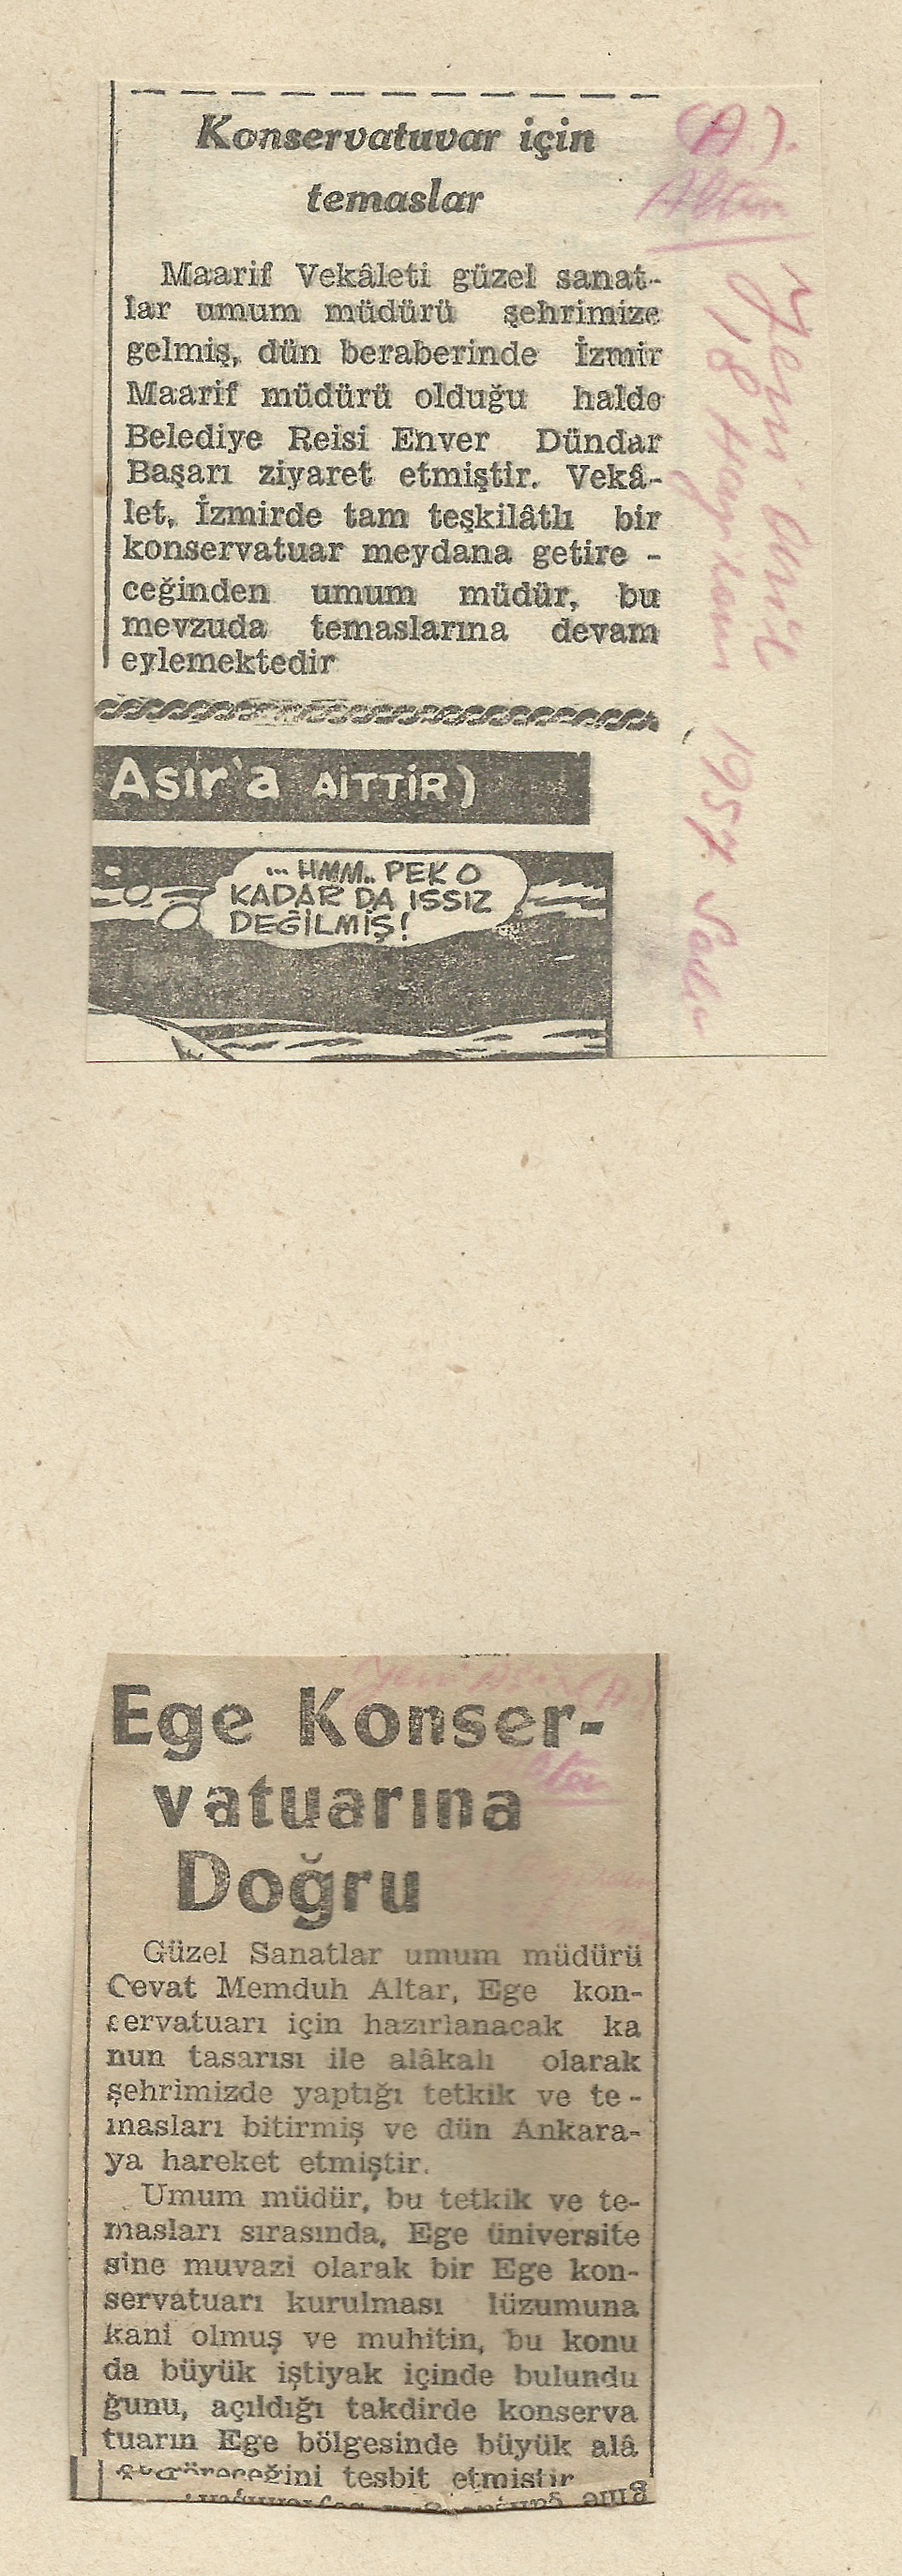 Konservatuvar için
temaslar
Maarif Vekâleti güzel sanat-
lar umum müdürü şehrimize
gelmiş, dün beraberinde İzmir
Maarif müdürü olduğu halde
Belediye Reisi Enver Dündar
Başarı ziyaret etmiştir. Vekâ-
let, İzmirde tam teşkilâtlı bir
konservatuar meydana getire -
ceğinden umum müdür, bu
mevzuda temaslarına devam
eylemektedir
Asır'a AİTTİR)
... HMM.. PEK O
KADAR DA ISSIZ
DEĞİLMİŞ!
(A)
18 Haziran 1957 Salı
Ege Konser-
vatuarına
Doğru
Güzel Sanatlar umum müdürü
Cevat Memduh Altar, Ege kon-
servatuarı için hazırlanacak ka
nun tasarısı ile alâkalı olarak
şehrimizde yaptığı tetkik ve te -
masları bitirmiş ve dün Ankara-
ya hareket etmiştir.
Umum müdür, bu tetkik ve te-
masları sırasında, Ege üniversite
sine muvazi olarak bir Ege kon-
servatuarı kurulması lüzumuna
kani olmuş ve muhitin, bu konu
da büyük iştiyak içinde bulundu
ğunu, açıldığı takdirde konserva
tuarın Ege bölgesinde büyük alâ
tesbit etmiştir